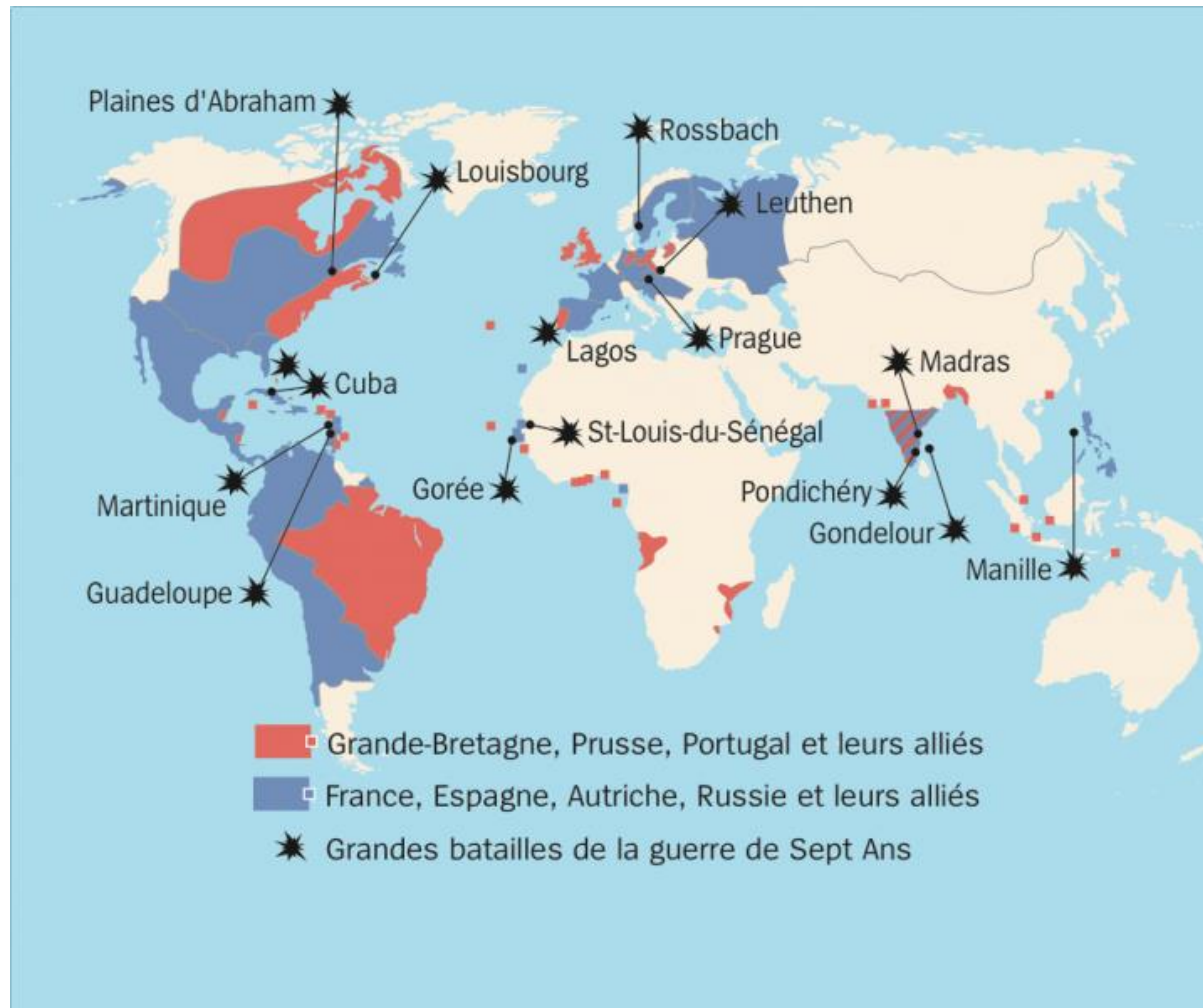 Plaines d'Abraham
Rossbach
Louisbourg
Leuthen
Lagos
Prague
Madras
Cuba
St-Louis-du-Sénégal
Martinique
Gorée
Pondichéry
Gondelour
Manille
Guadeloupe
Grande-Bretagne, Prusse, Portugal et leurs alliés
France, Espagne, Autriche, Russie et leurs alliés
Grandes batailles de la guerre de Sept Ans